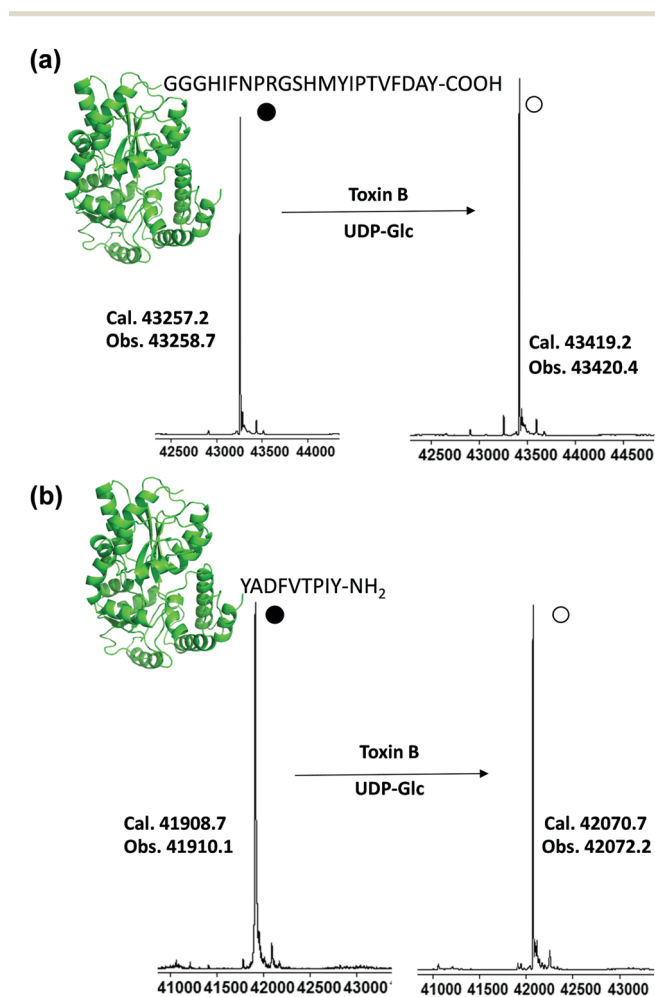 (a)
GGGHIFNPRGSHMYIPTVFDAY-COOH
Toxin B
UDP-Glc
Cal. 43257.2
Obs. 43258.7
Cal. 43419.2
Obs. 43420.4
42500 43000 43500 44000
42500 43000 43500 44000 44500
(b)
YADFVTPIY-NH₂
Toxin B
UDP-Glc
Cal. 41908.7
Obs. 41910.1
Cal. 42070.7
Obs. 42072.2
41000 41500 42000 42500 43000
41000 41500 42000 42500 43000